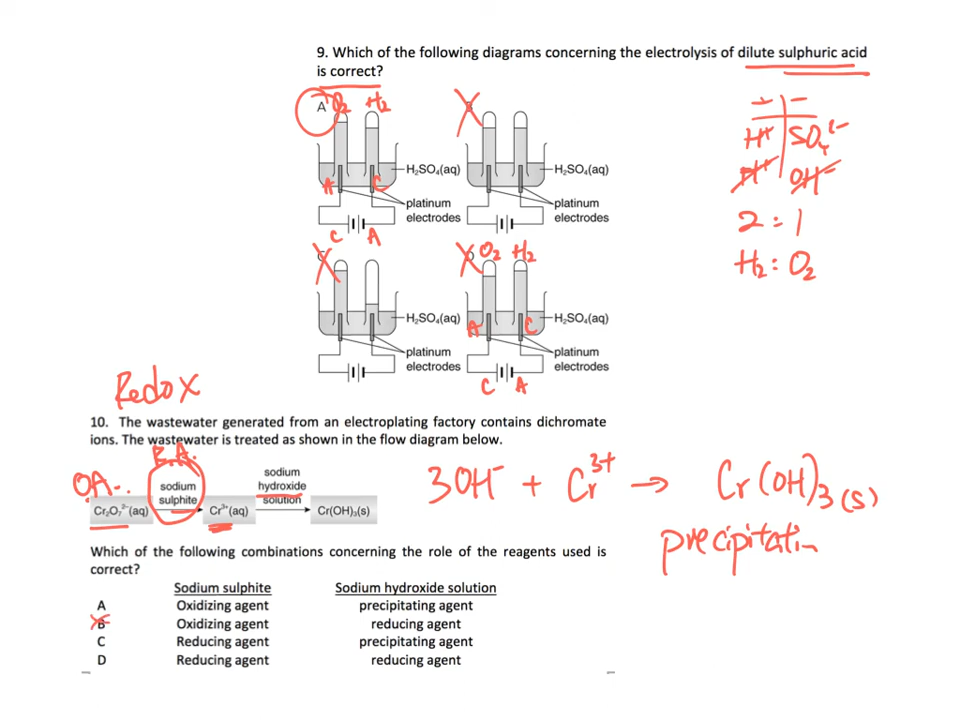 9. Which of the following diagrams concerning the electrolysis of dilute sulphuric acid
is correct?
A O2 H2
H2SO4(aq)
A C
platinum
electrodes
C A
B
H2SO4(aq)
platinum
electrodes
+ -
H+ SO4 2-
H+ OH-
2 : 1
H2 : O2
C
H2SO4(aq)
platinum
electrodes
D O2 H2
H2SO4(aq)
A C
platinum
electrodes
C A
Redox
10. The wastewater generated from an electroplating factory contains dichromate
ions. The wastewater is treated as shown in the flow diagram below.
OA. R.A.
sodium
sulphite
sodium
hydroxide
solution
Cr2O7 2-(aq) Cr3+(aq) Cr(OH)3(s)
3OH- + Cr3+ → Cr(OH)3(s)
precipitation
Which of the following combinations concerning the role of the reagents used is
correct?
Sodium sulphite Sodium hydroxide solution
A Oxidizing agent precipitating agent
B Oxidizing agent reducing agent
C Reducing agent precipitating agent
D Reducing agent reducing agent